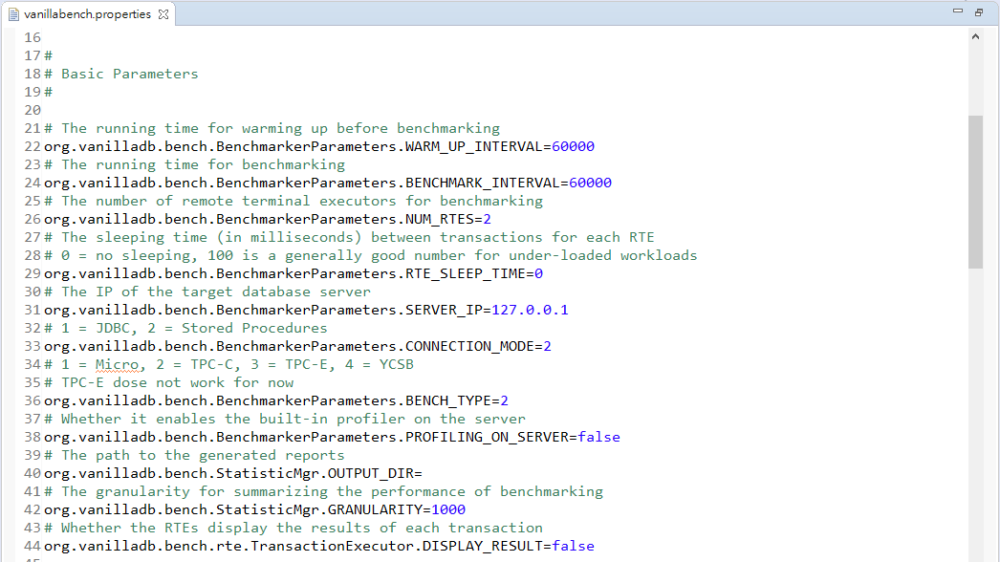 vanillabench.properties
16
17 #
18 # Basic Parameters
19 #
20
21 # The running time for warming up before benchmarking
22 org.vanilladb.bench.BenchmarkerParameters.WARM_UP_INTERVAL=60000
23 # The running time for benchmarking
24 org.vanilladb.bench.BenchmarkerParameters.BENCHMARK_INTERVAL=60000
25 # The number of remote terminal executors for benchmarking
26 org.vanilladb.bench.BenchmarkerParameters.NUM_RTES=2
27 # The sleeping time (in milliseconds) between transactions for each RTE
28 # 0 = no sleeping, 100 is a generally good number for under-loaded workloads
29 org.vanilladb.bench.BenchmarkerParameters.RTE_SLEEP_TIME=0
30 # The IP of the target database server
31 org.vanilladb.bench.BenchmarkerParameters.SERVER_IP=127.0.0.1
32 # 1 = JDBC, 2 = Stored Procedures
33 org.vanilladb.bench.BenchmarkerParameters.CONNECTION_MODE=2
34 # 1 = Micro, 2 = TPC-C, 3 = TPC-E, 4 = YCSB
35 # TPC-E dose not work for now
36 org.vanilladb.bench.BenchmarkerParameters.BENCH_TYPE=2
37 # Whether it enables the built-in profiler on the server
38 org.vanilladb.bench.BenchmarkerParameters.PROFILING_ON_SERVER=false
39 # The path to the generated reports
40 org.vanilladb.bench.StatisticMgr.OUTPUT_DIR=
41 # The granularity for summarizing the performance of benchmarking
42 org.vanilladb.bench.StatisticMgr.GRANULARITY=1000
43 # Whether the RTEs display the results of each transaction
44 org.vanilladb.bench.rte.TransactionExecutor.DISPLAY_RESULT=false